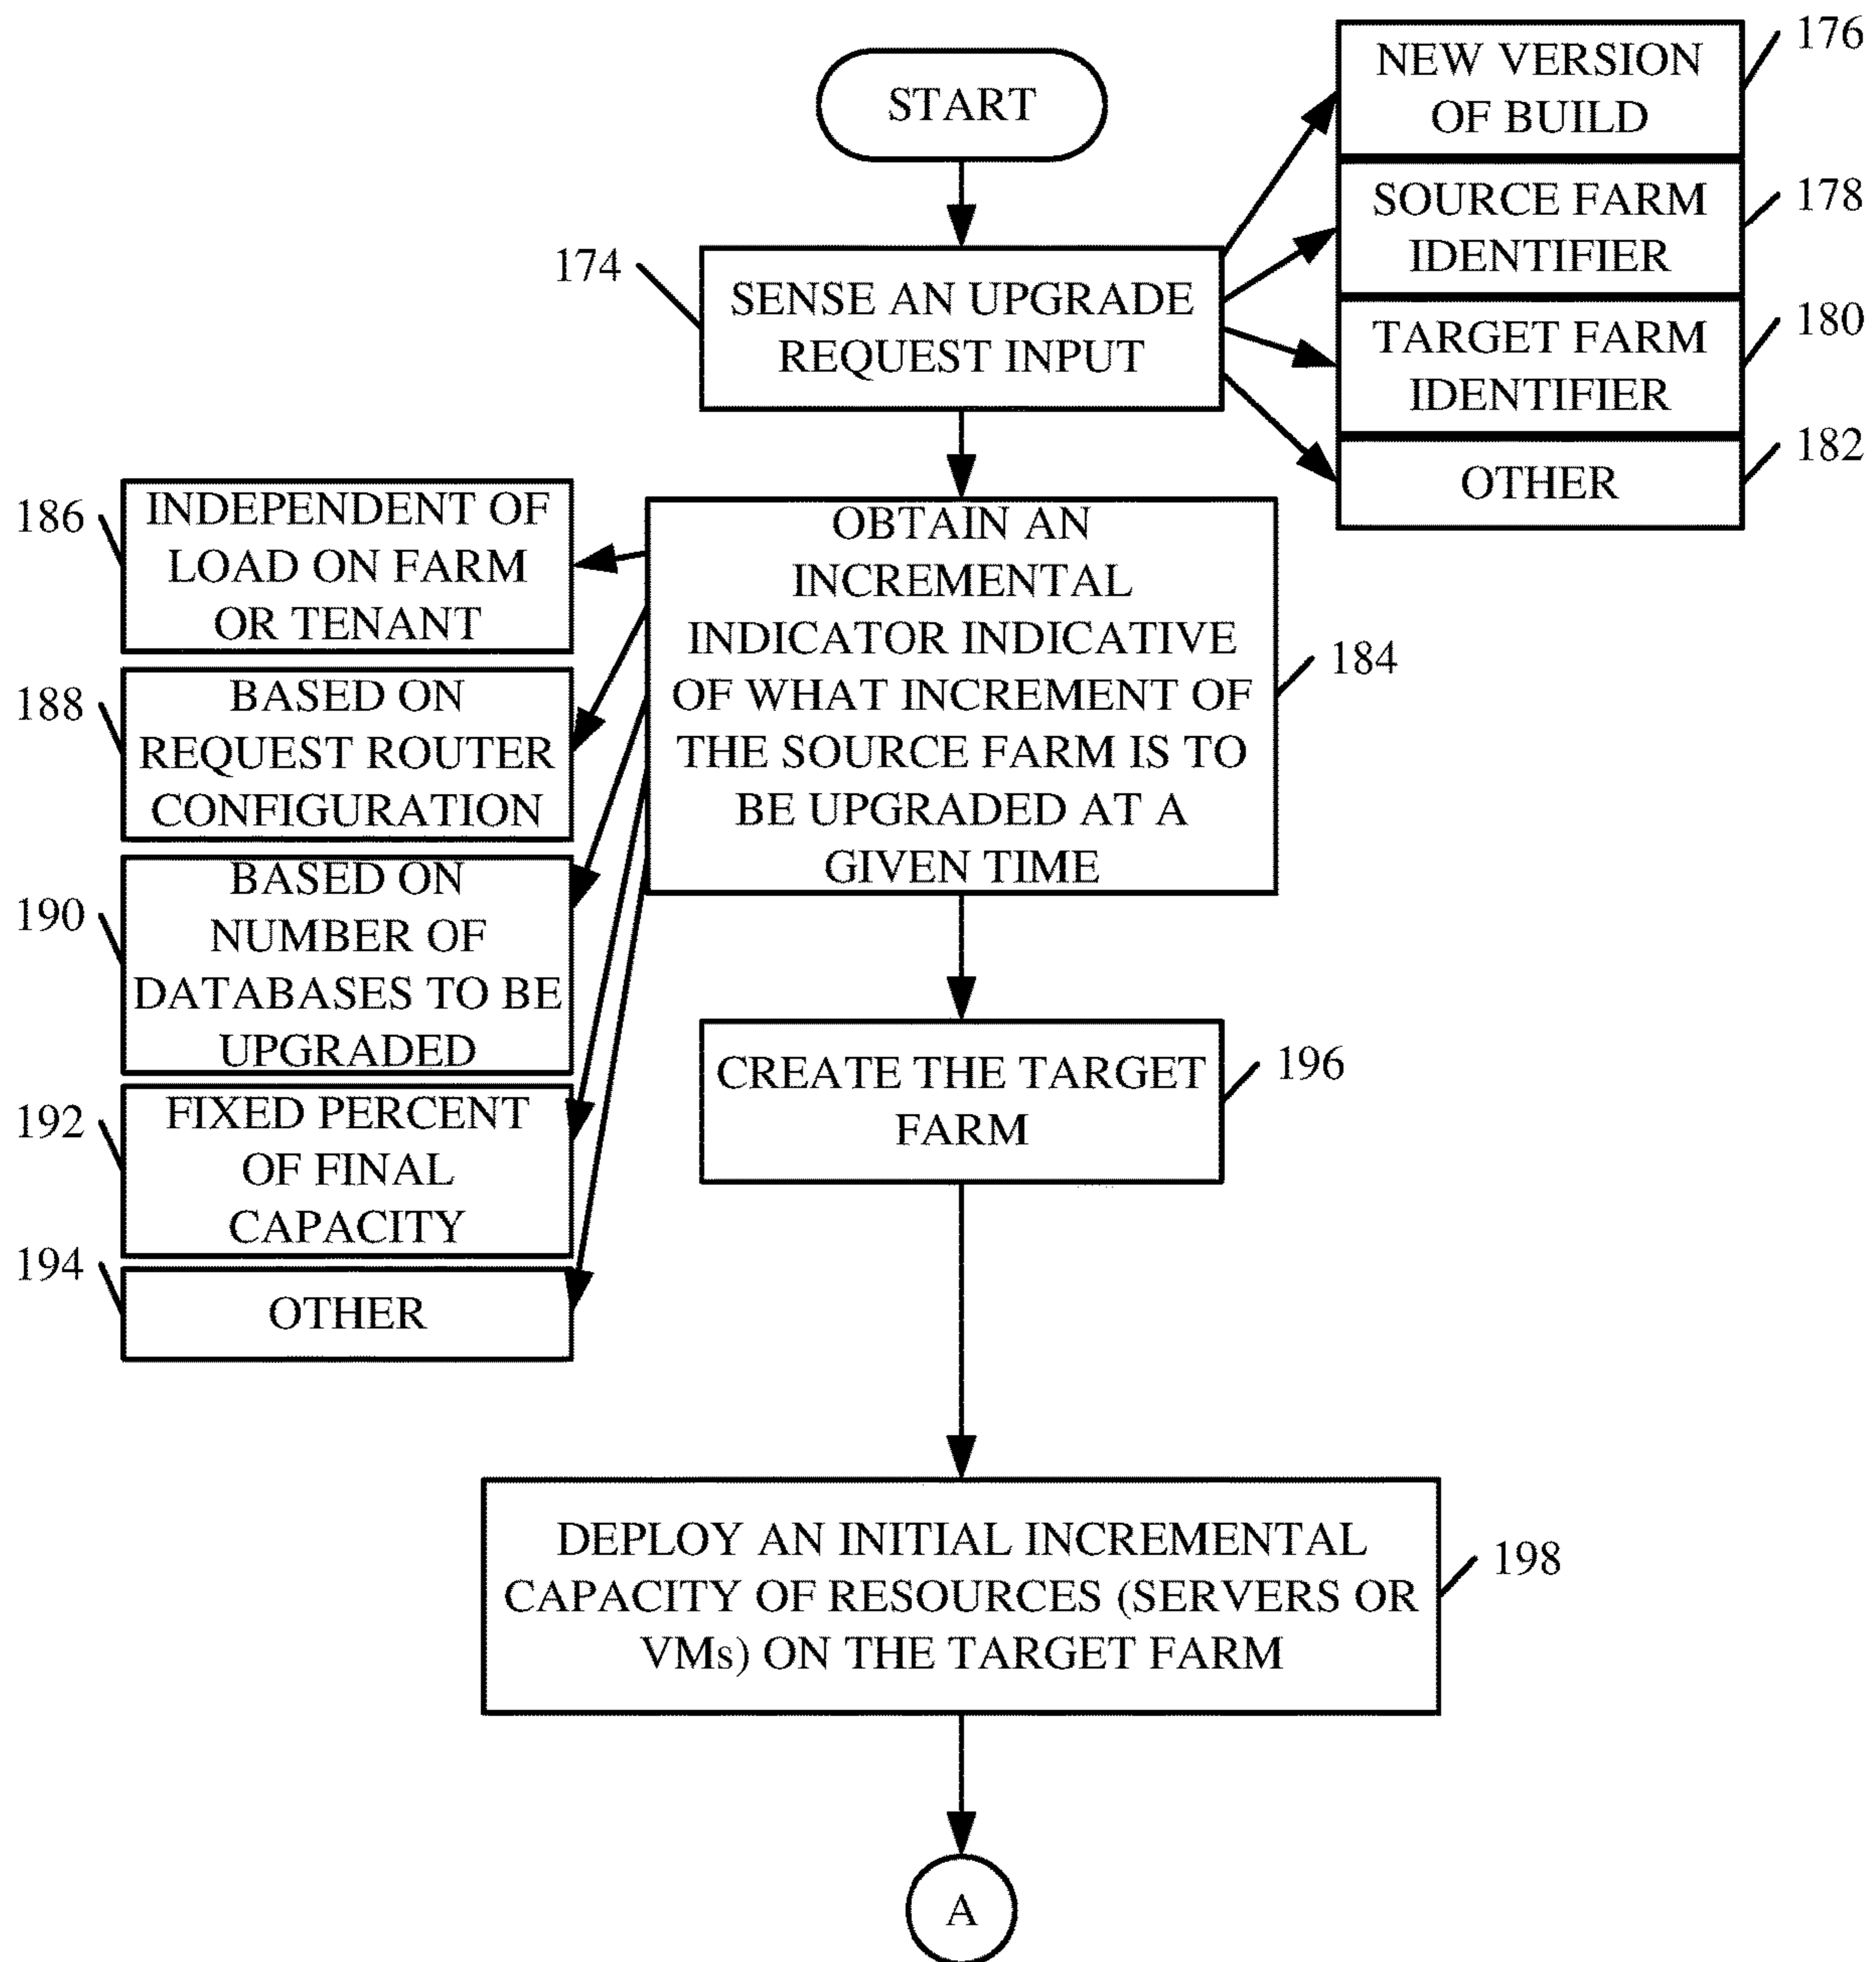 START
NEW VERSION
OF BUILD
176
SOURCE FARM
IDENTIFIER
178
174
SENSE AN UPGRADE
REQUEST INPUT
TARGET FARM
IDENTIFIER
180
OTHER
182
186
INDEPENDENT OF
LOAD ON FARM
OR TENANT
188
BASED ON
REQUEST ROUTER
CONFIGURATION
190
BASED ON
NUMBER OF
DATABASES TO BE
UPGRADED
192
FIXED PERCENT
OF FINAL
CAPACITY
194
OTHER
OBTAIN AN
INCREMENTAL
INDICATOR INDICATIVE
OF WHAT INCREMENT OF
THE SOURCE FARM IS TO
BE UPGRADED AT A
GIVEN TIME
184
CREATE THE TARGET
FARM
196
DEPLOY AN INITIAL INCREMENTAL
CAPACITY OF RESOURCES (SERVERS OR
VMs) ON THE TARGET FARM
198
A